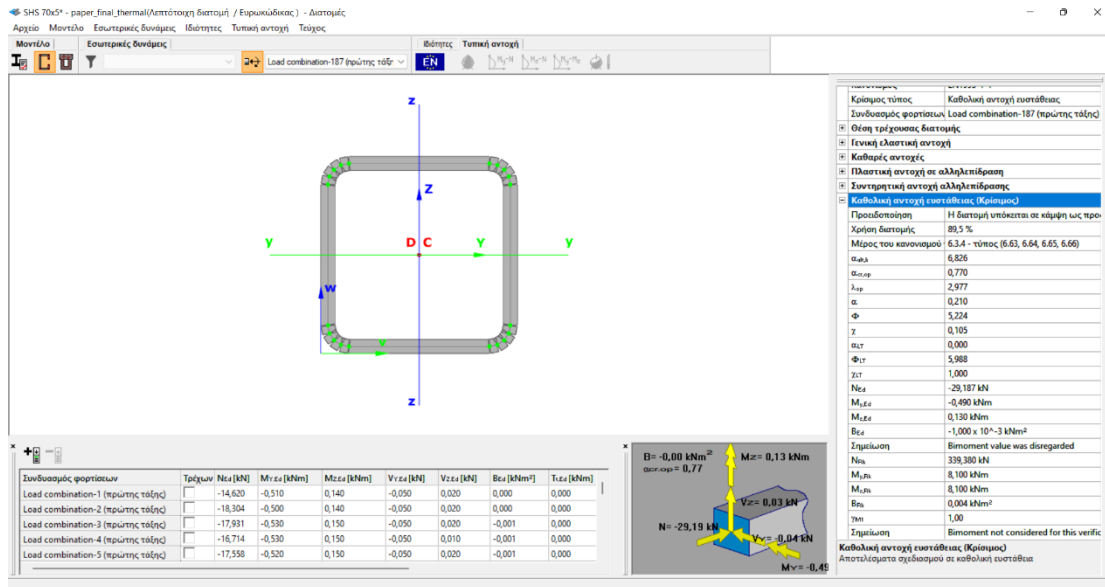 SHS 70x5* - paper_final_thermal(Λεπτότοιχη διατομή / Ευρωκώδικας ) - Διατομές
Αρχείο Μοντέλο Εσωτερικές δυνάμεις Ιδιότητες Τυπική αντοχή Τεύχος
Μοντέλο Εσωτερικές δυνάμεις Ιδιότητες Τυπική αντοχή
Load combination-187 (πρώτης τάξης EN My-N Mz-N My-Mz
z
Z
y D C Y y
w
v
z
Κρίσιμος τύπος Καθολική αντοχή ευστάθειας
Συνδυασμός φορτίσεων Load combination-187 (πρώτης τάξης)
Θέση τρέχουσας διατομής
Γενική ελαστική αντοχή
Καθαρές αντοχές
Πλαστική αντοχή σε αλληλεπίδραση
Συντηρητική αντοχή αλληλεπίδρασης
Καθολική αντοχή ευστάθειας (Κρίσιμος)
Προειδοποίηση Η διατομή υπόκειται σε κάμψη ως προ
Χρήση διατομής 89,5 %
Μέρος του κανονισμού 6.3.4 - τύπος (6.63, 6.64, 6.65, 6.66)
αult,k 6,826
αcr,op 0,770
λop 2,977
α 0,210
Φ 5,224
χ 0,105
αLT 0,000
ΦLT 5,988
χLT 1,000
NEd -29,187 kN
My,Ed -0,490 kNm
Mz,Ed 0,130 kNm
BEd -1,000 x 10^-3 kNm²
Σημείωση Bimoment value was disregarded
NRk 339,380 kN
My,Rk 8,100 kNm
Mz,Rk 8,100 kNm
BRk 0,004 kNm²
γM1 1,00
Σημείωση Bimoment not considered for this verific
Καθολική αντοχή ευστάθειας (Κρίσιμος)
Αποτελέσματα σχεδιασμού σε καθολική ευστάθεια
Συνδυασμός φορτίσεων Τρέχων NEd [kN] MY.Ed [kNm] MZ.Ed [kNm] VY.Ed [kN] VZ.Ed [kN] BEd [kNm²] Tt.Ed [kNm]
Load combination-1 (πρώτης τάξης) -14,620 -0,510 0,140 -0,050 0,020 0,000 0,000
Load combination-2 (πρώτης τάξης) -18,304 -0,500 0,140 -0,050 0,020 0,000 0,000
Load combination-3 (πρώτης τάξης) -17,931 -0,530 0,150 -0,050 0,020 -0,001 0,000
Load combination-4 (πρώτης τάξης) -16,714 -0,530 0,150 -0,050 0,010 -0,001 0,000
Load combination-5 (πρώτης τάξης) -17,558 -0,520 0,150 -0,050 0,020 -0,001 0,000
B= -0,00 kNm² Mz= 0,13 kNm
αcr.op= 0,77
Vz= 0,03 kN
N= -29,19 kN
Vy= -0,04 kN
My= -0,49